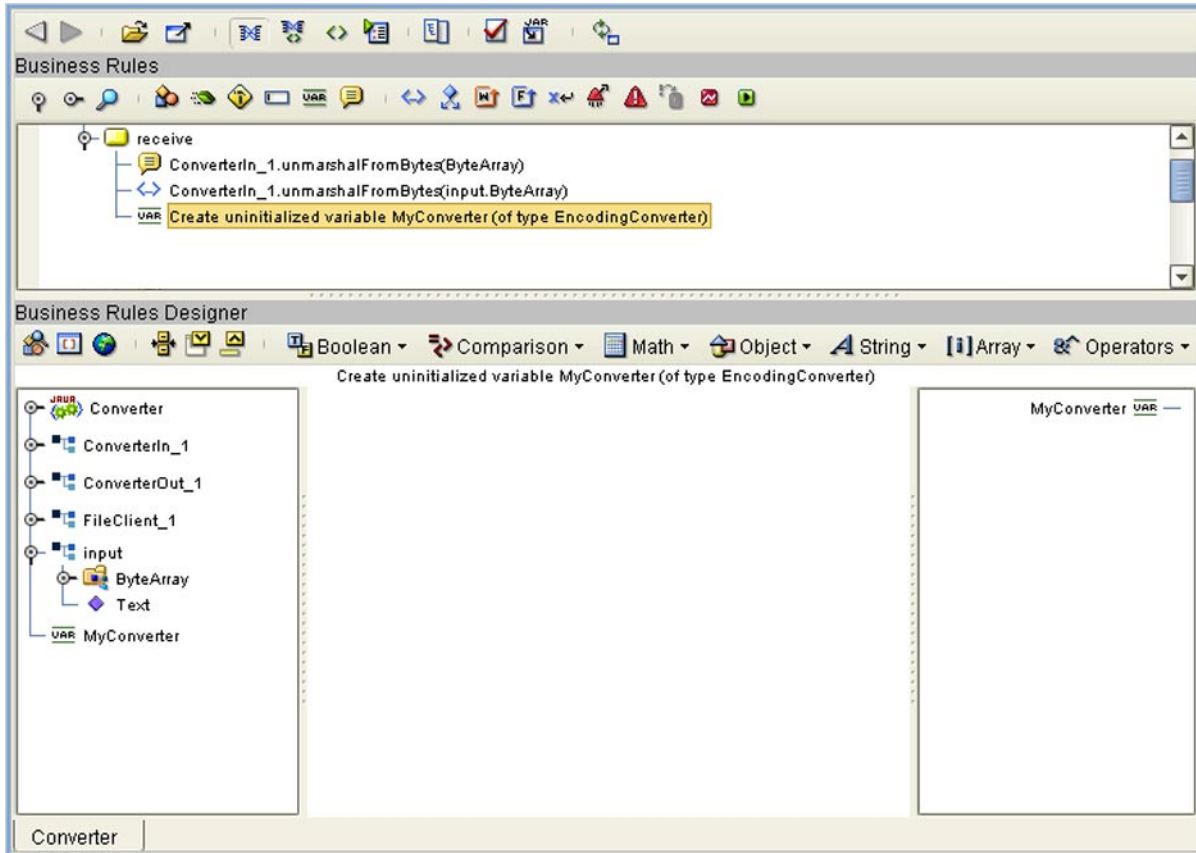 VAR
Business Rules
VAR
receive
ConverterIn_1.unmarshalFromBytes(ByteArray)
ConverterIn_1.unmarshalFromBytes(input.ByteArray)
VAR Create uninitialized variable MyConverter (of type EncodingConverter)
Business Rules Designer
Boolean Comparison Math Object String Array Operators
Create uninitialized variable MyConverter (of type EncodingConverter)
JAVA Converter
MyConverter VAR
ConverterIn_1
ConverterOut_1
FileClient_1
input
ByteArray
Text
VAR MyConverter
Converter